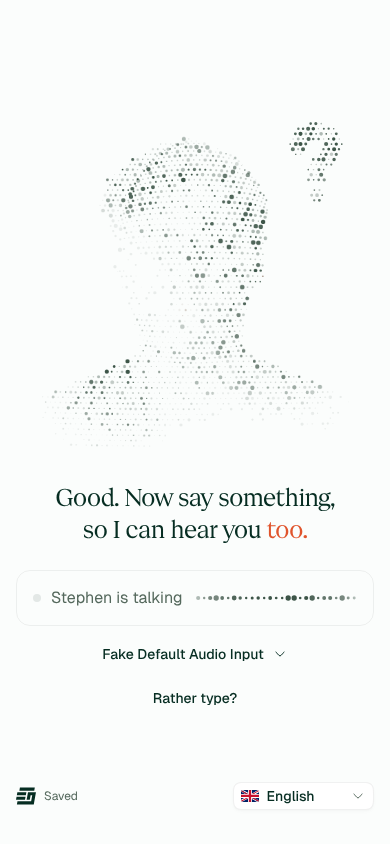 ?
Good. Now say something,
so I can hear you too.
Stephen is talking
Fake Default Audio Input
Rather type?
Saved
English